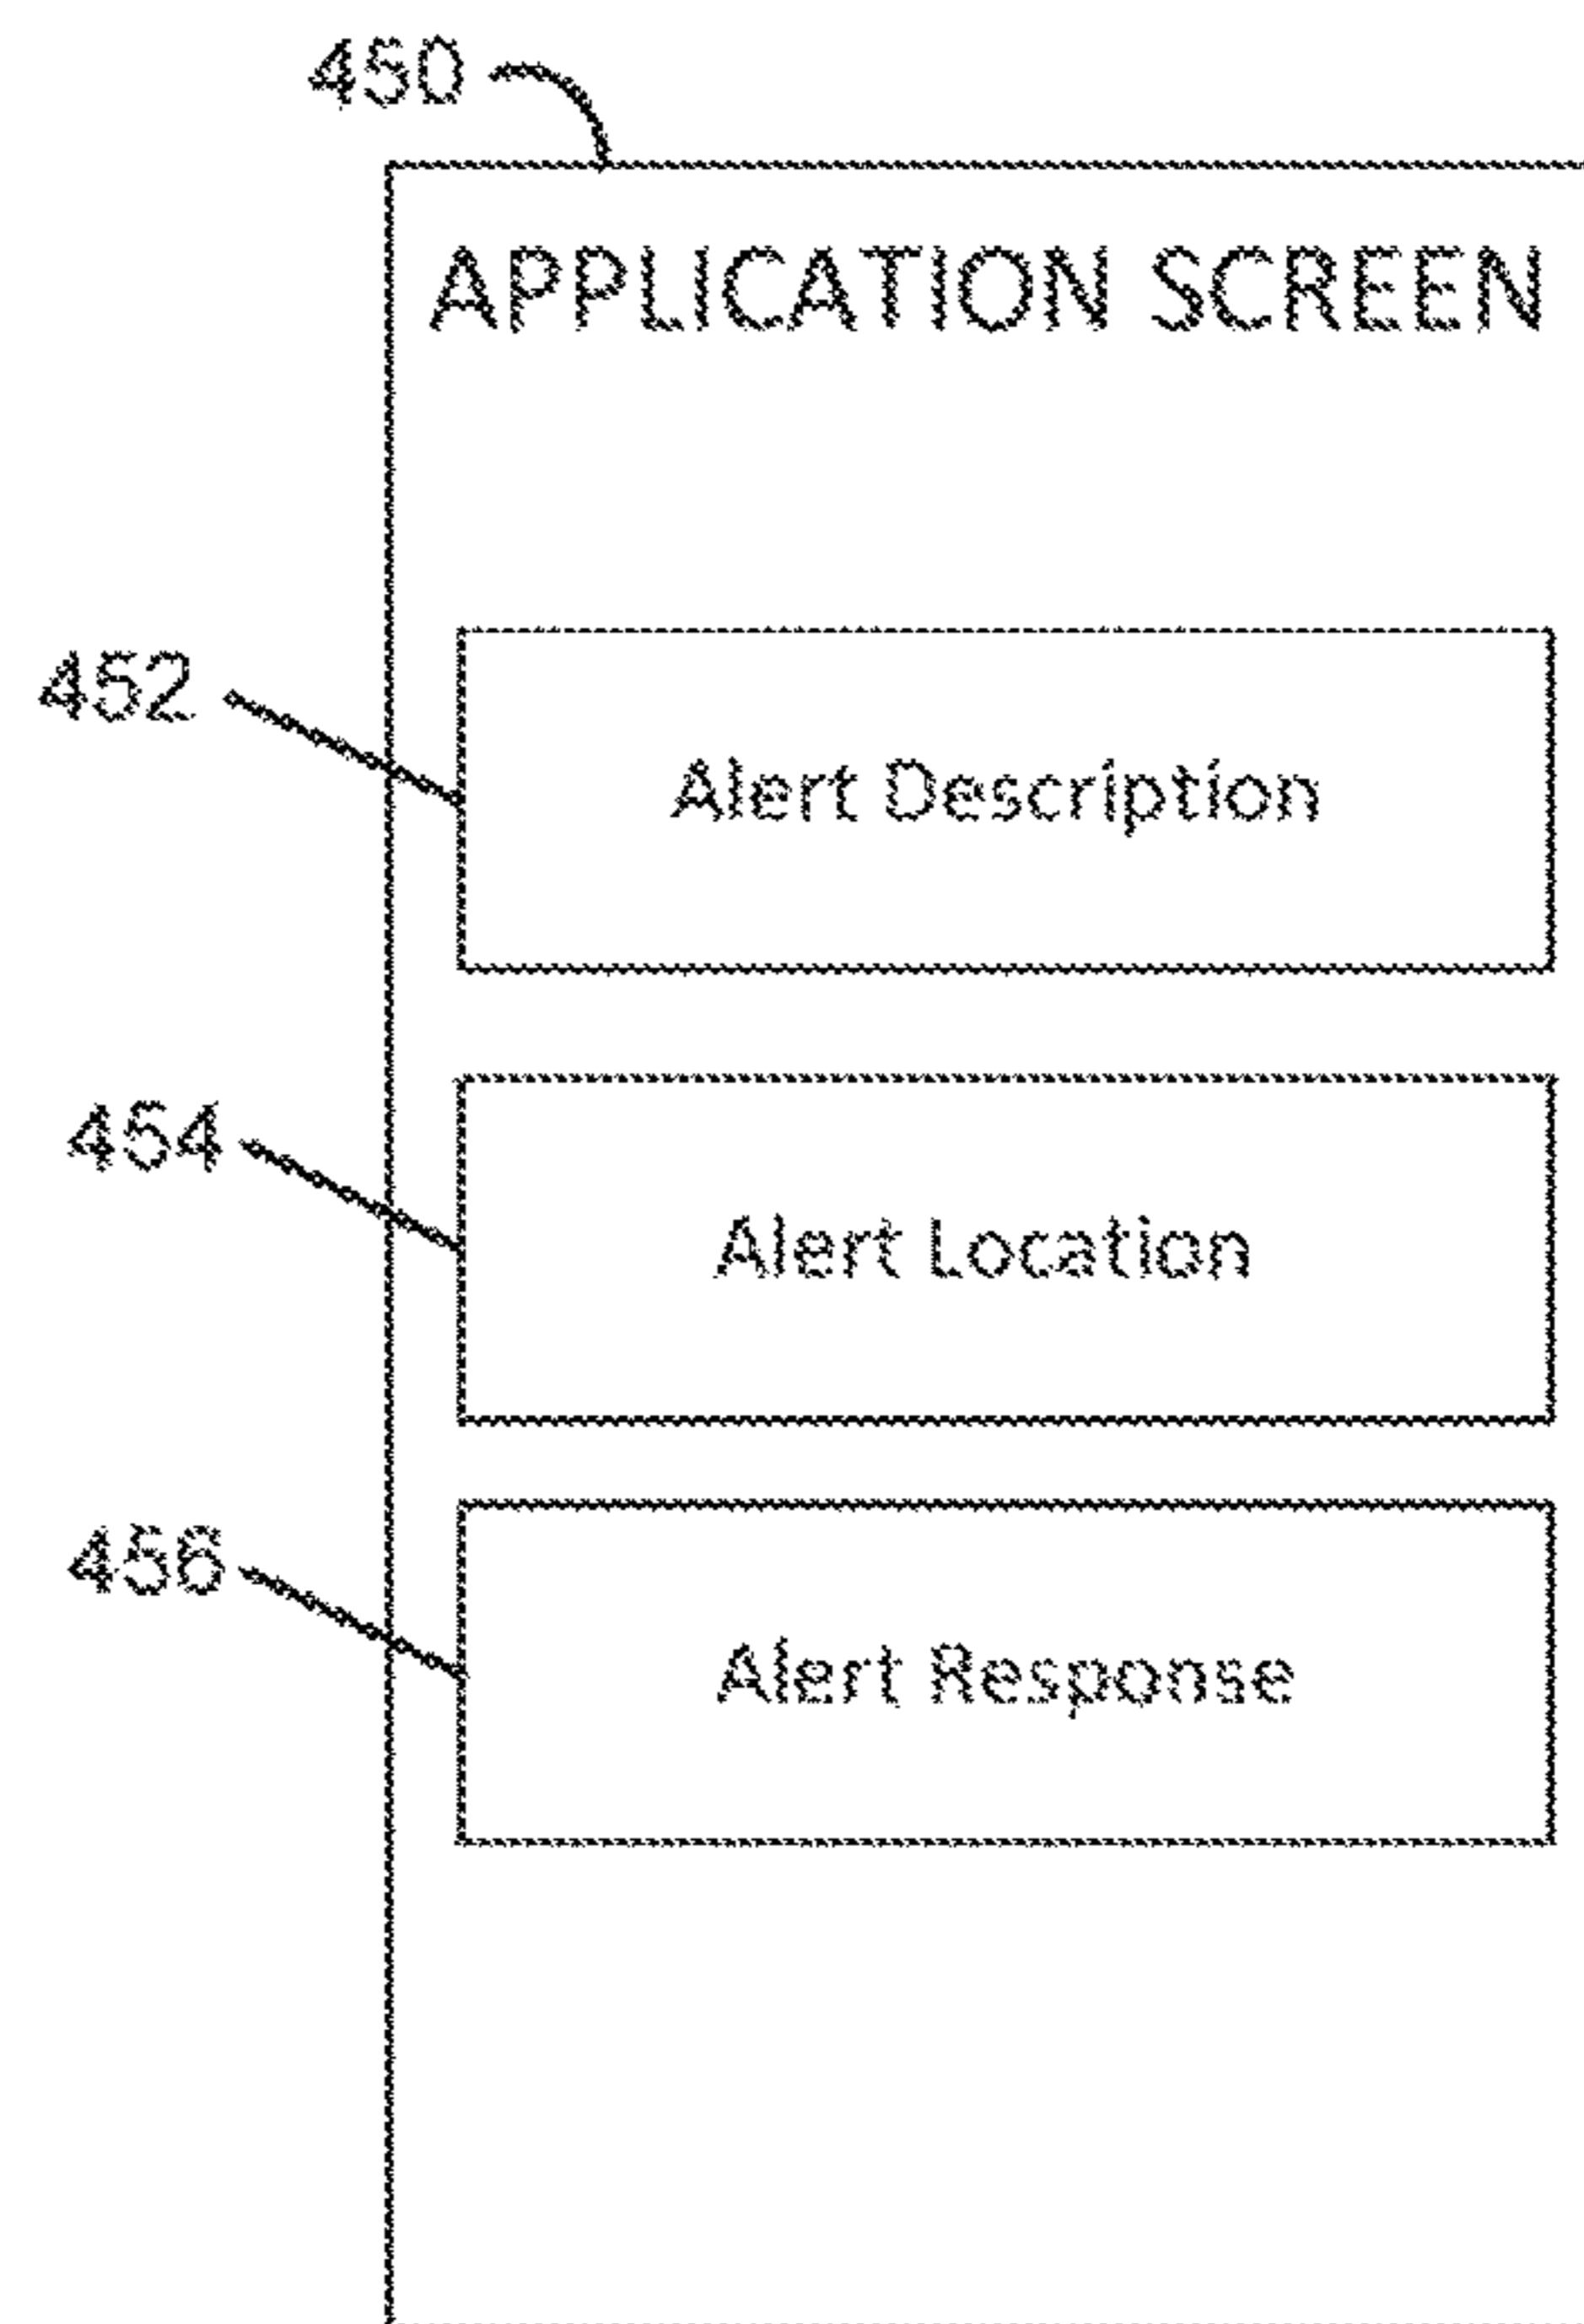 450
APPLICATION SCREEN
452
Alert Description
454
Alert Location
456
Alert Response